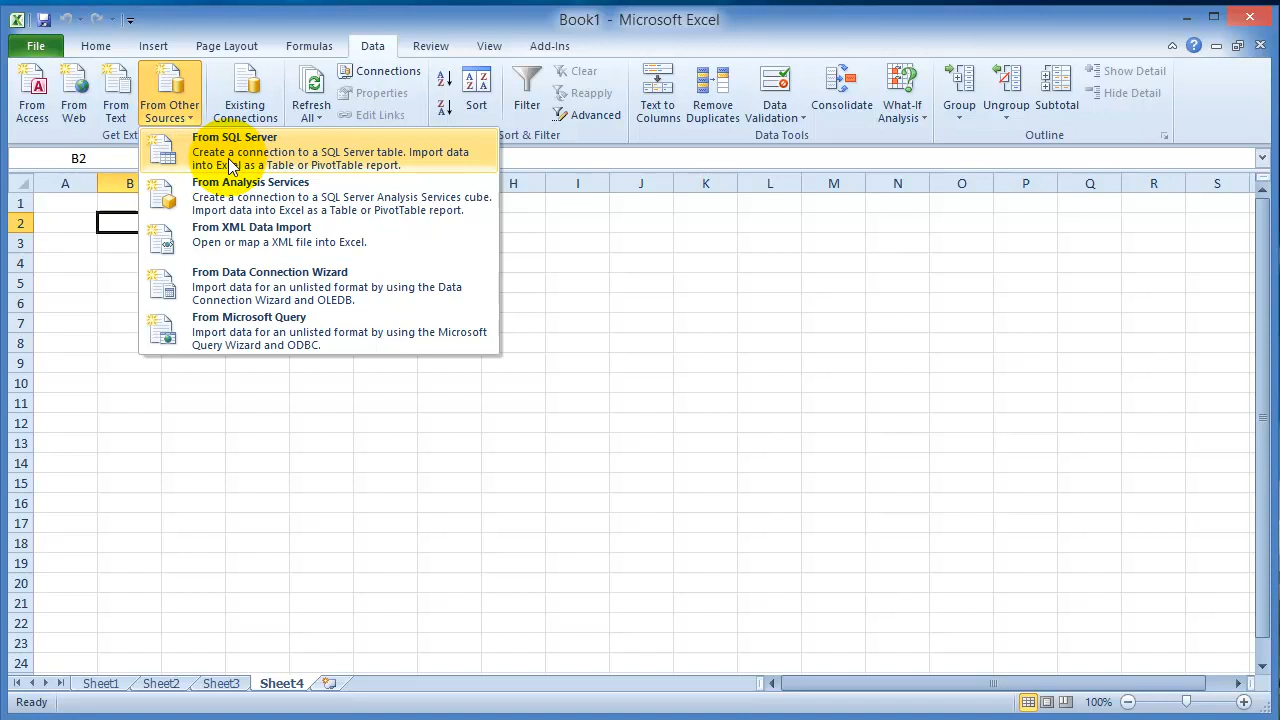 Book1 - Microsoft Excel
File Home Insert Page Layout Formulas Data Review View Add-Ins
From Access
From Web
From Text
From Other Sources
Existing Connections
Refresh All
Connections
Properties
Edit Links
Sort
Filter
Clear
Reapply
Advanced
Text to Columns
Remove Duplicates
Data Validation
Consolidate
What-If Analysis
Group
Ungroup
Subtotal
Show Detail
Hide Detail
Get Ext
Sort & Filter
Data Tools
Outline
From SQL Server
Create a connection to a SQL Server table. Import data
into Excel as a Table or PivotTable report.
From Analysis Services
Create a connection to a SQL Server Analysis Services cube.
Import data into Excel as a Table or PivotTable report.
From XML Data Import
Open or map a XML file into Excel.
From Data Connection Wizard
Import data for an unlisted format by using the Data
Connection Wizard and OLEDB.
From Microsoft Query
Import data for an unlisted format by using the Microsoft
Query Wizard and ODBC.
B2
A B H I J K L M N O P Q R S
1
2
3
4
5
6
7
8
9
10
11
12
13
14
15
16
17
18
19
20
21
22
23
24
Sheet1 Sheet2 Sheet3 Sheet4
Ready 100%